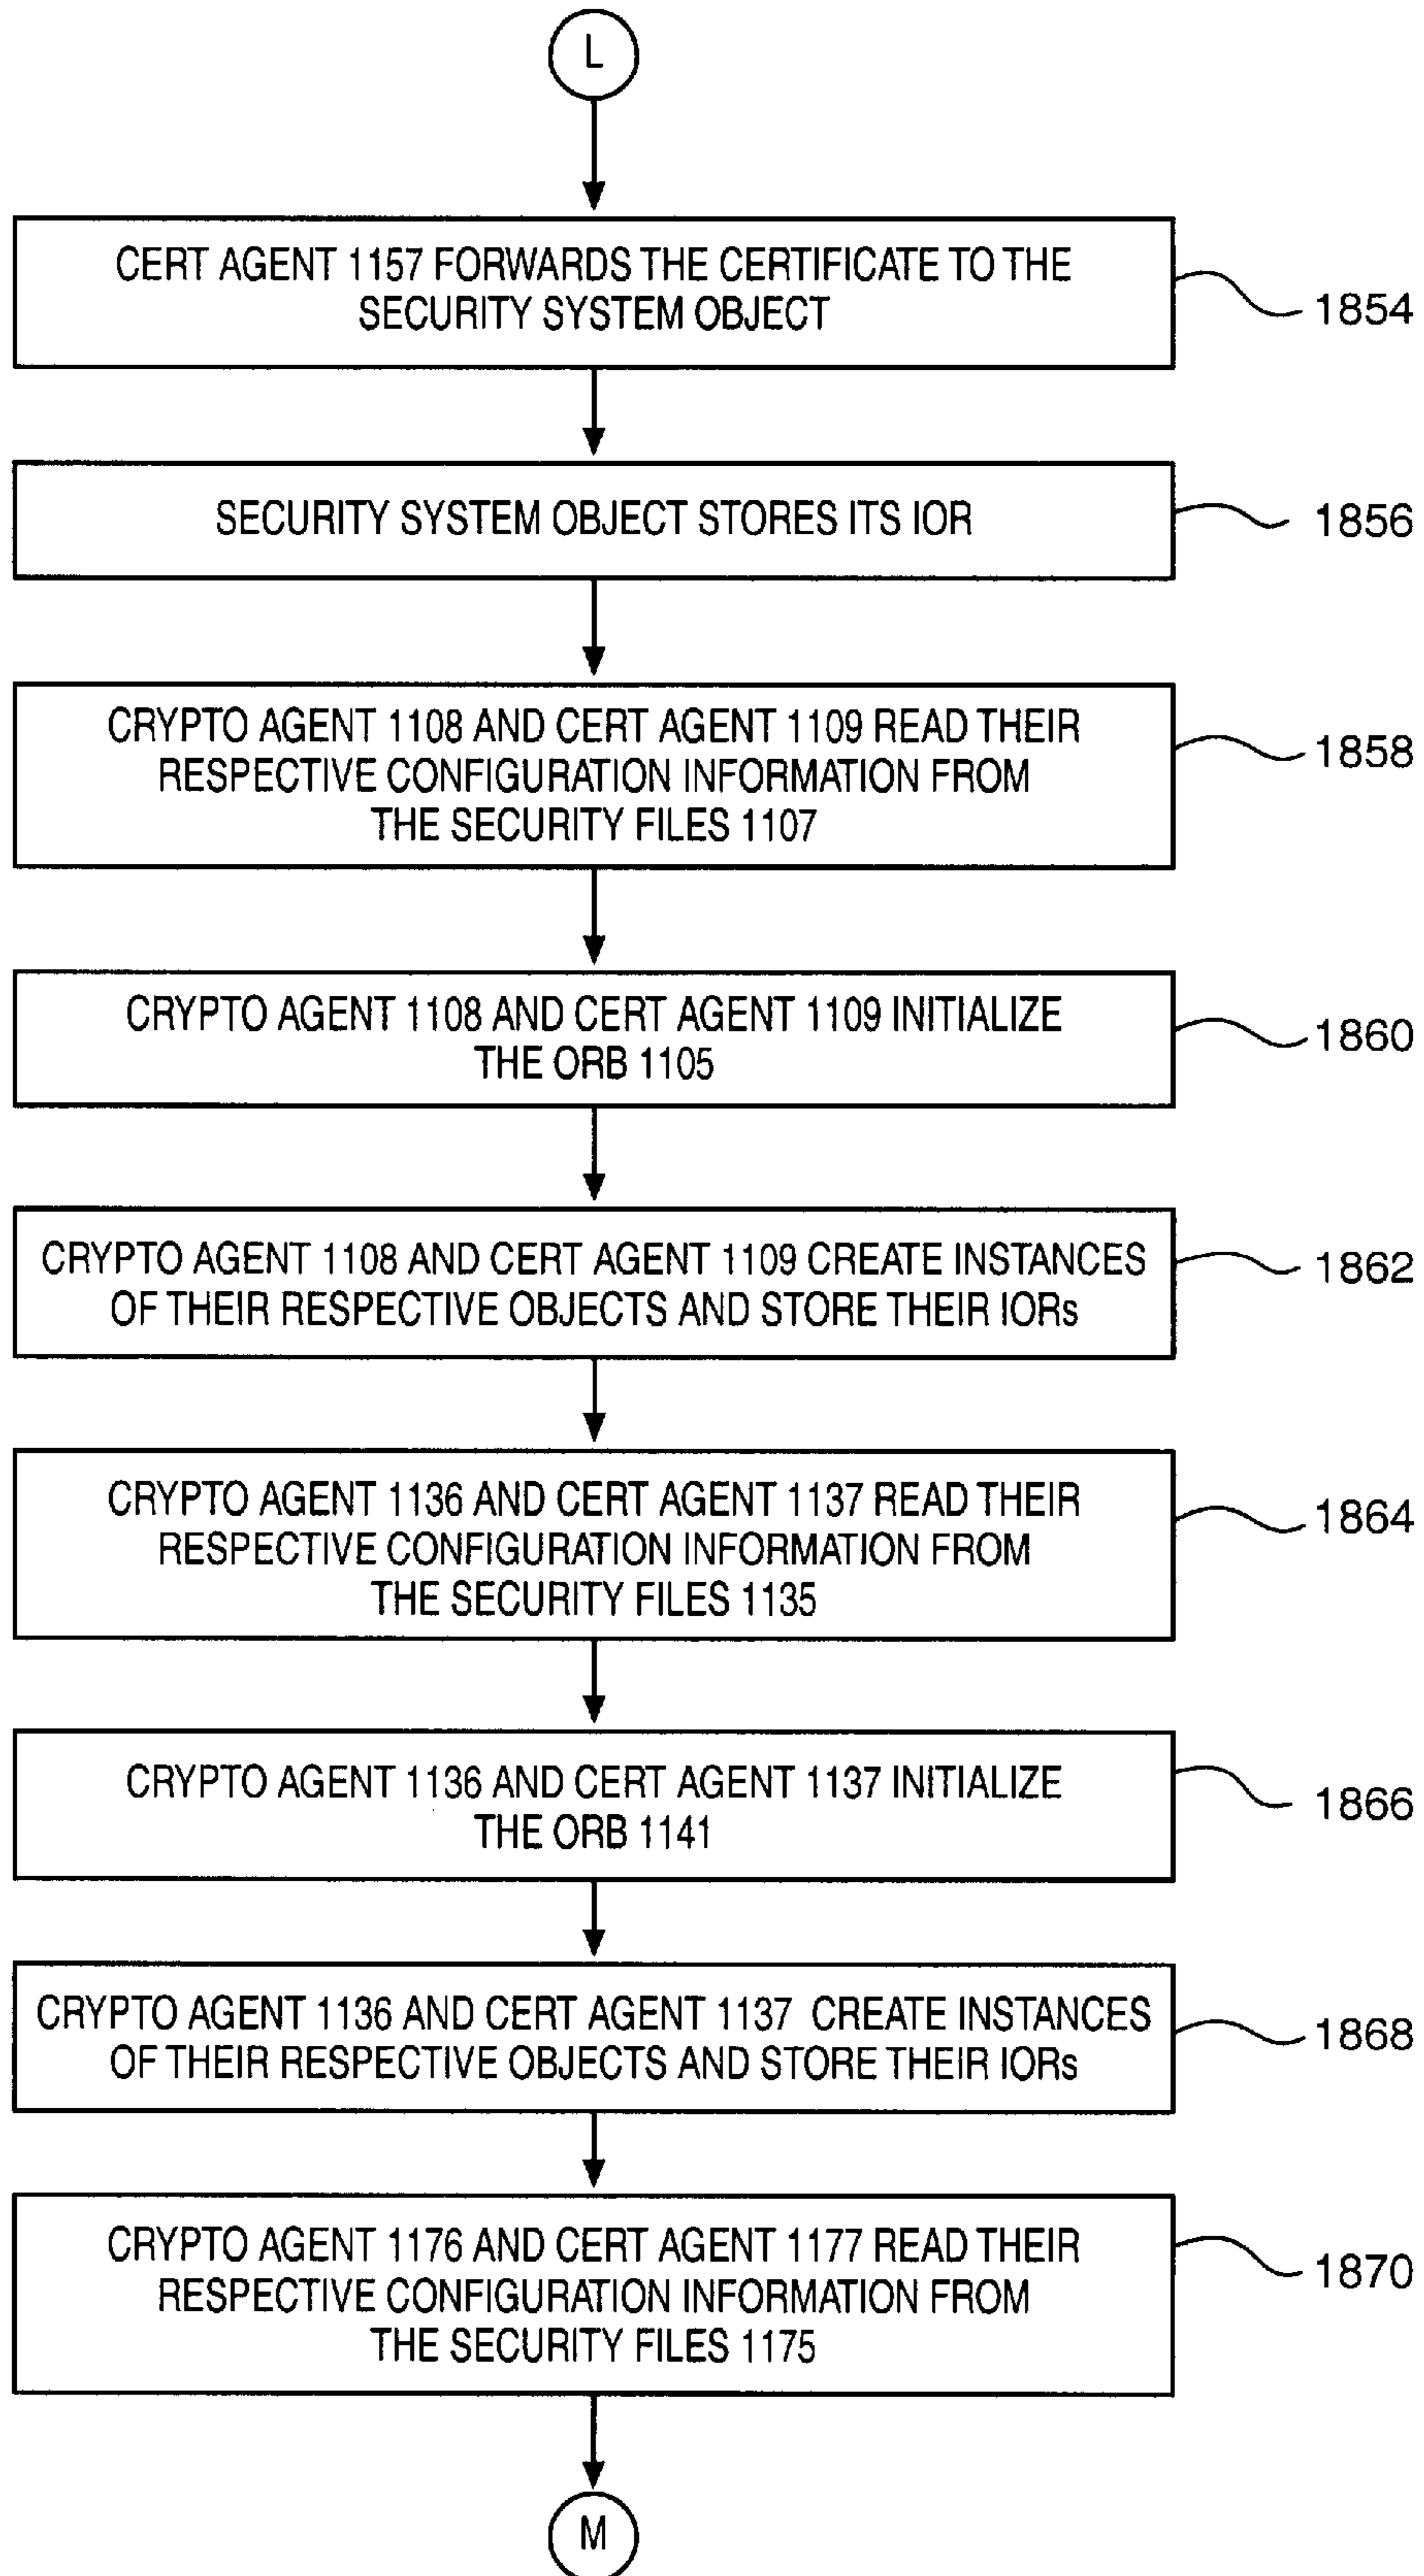 L
CERT AGENT 1157 FORWARDS THE CERTIFICATE TO THE
SECURITY SYSTEM OBJECT
1854
SECURITY SYSTEM OBJECT STORES ITS IOR
1856
CRYPTO AGENT 1108 AND CERT AGENT 1109 READ THEIR
RESPECTIVE CONFIGURATION INFORMATION FROM
THE SECURITY FILES 1107
1858
CRYPTO AGENT 1108 AND CERT AGENT 1109 INITIALIZE
THE ORB 1105
1860
CRYPTO AGENT 1108 AND CERT AGENT 1109 CREATE INSTANCES
OF THEIR RESPECTIVE OBJECTS AND STORE THEIR IORs
1862
CRYPTO AGENT 1136 AND CERT AGENT 1137 READ THEIR
RESPECTIVE CONFIGURATION INFORMATION FROM
THE SECURITY FILES 1135
1864
CRYPTO AGENT 1136 AND CERT AGENT 1137 INITIALIZE
THE ORB 1141
1866
CRYPTO AGENT 1136 AND CERT AGENT 1137 CREATE INSTANCES
OF THEIR RESPECTIVE OBJECTS AND STORE THEIR IORs
1868
CRYPTO AGENT 1176 AND CERT AGENT 1177 READ THEIR
RESPECTIVE CONFIGURATION INFORMATION FROM
THE SECURITY FILES 1175
1870
M